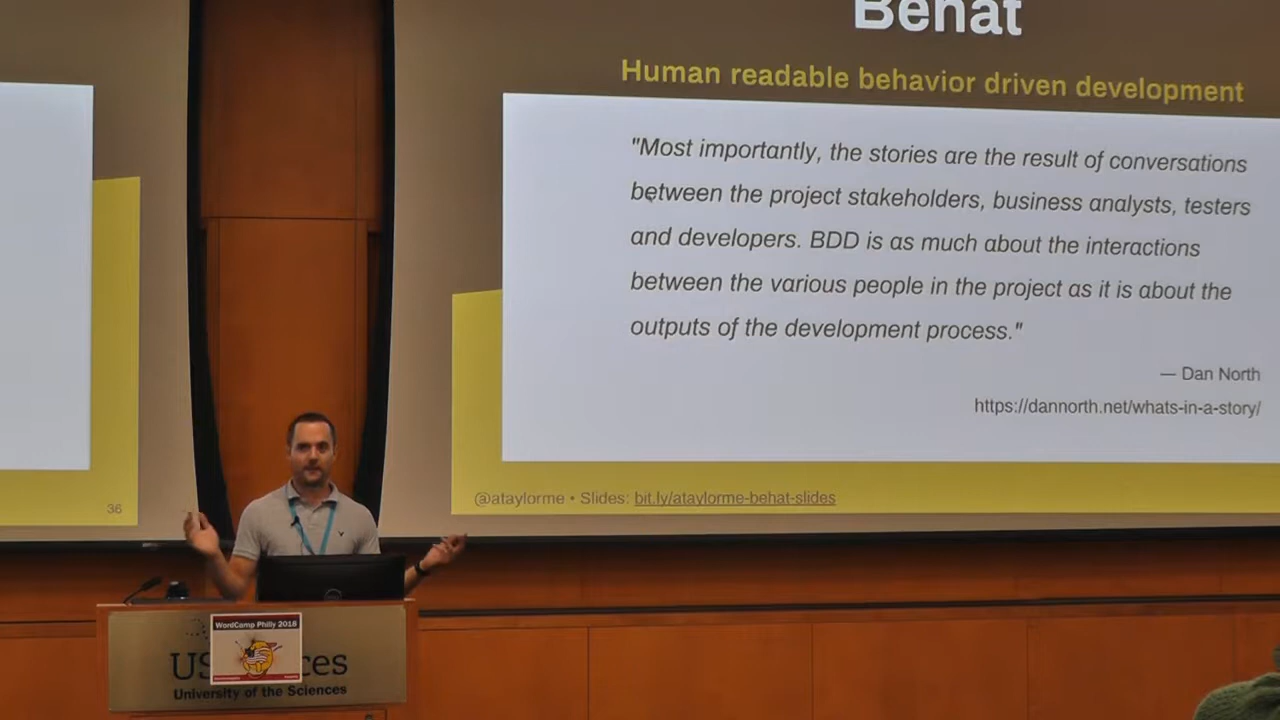 Behat
Human readable behavior driven development
"Most importantly, the stories are the result of conversations
between the project stakeholders, business analysts, testers
and developers. BDD is as much about the interactions
between the various people in the project as it is about the
outputs of the development process."
— Dan North
https://dannorth.net/whats-in-a-story/
@ataylorme • Slides: bit.ly/ataylorme-behat-slides
36
WordCamp Philly 2018
US ces
University of the Sciences